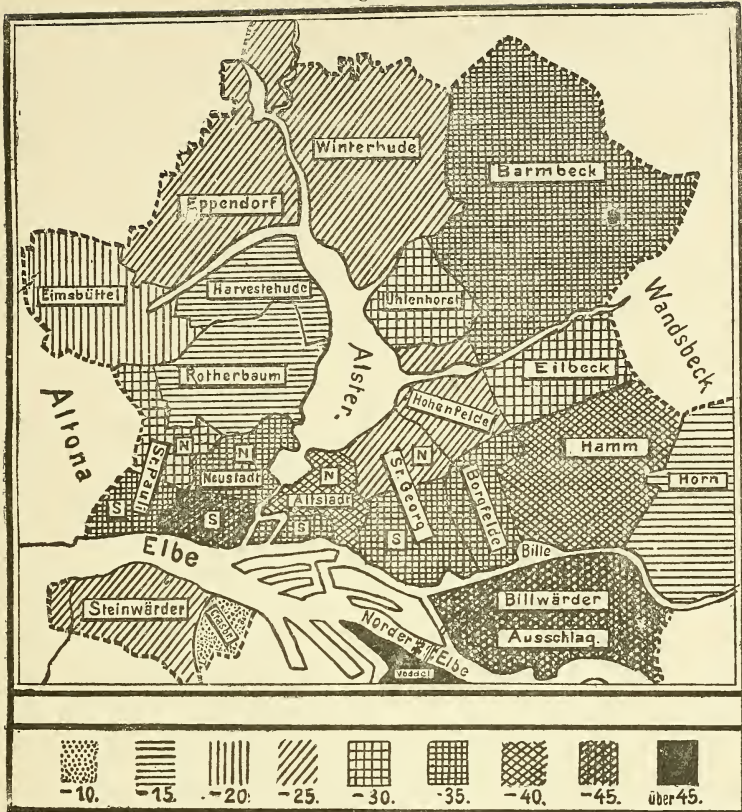 Winterhude
Barmbeck
Eppendorf
Eimsbüttel
Harvestehude
Uhlenhorst
Wandsbeck
Rotherbaum
Alster.
Eilbeck
Altona
Hohenfelde
Hamm
St. Pauli
N
N
N
N
Neustadt
Altstadt
St. Georg
Borgfelde
Horn
S
S
S
S
Elbe
Bille
Billwärder
Ausschlag.
Steinwärder
Norder Elbe
Veddel
-10. -15. -20. -25. -30. -35. -40. -45. über 45.